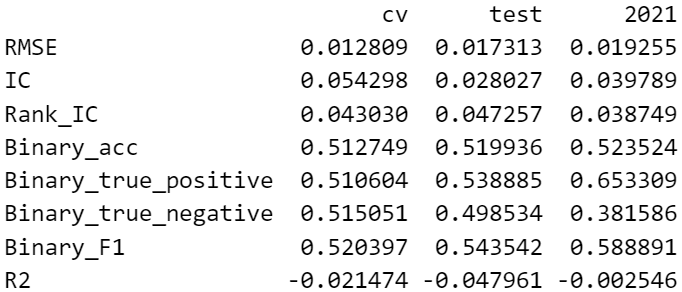 cv test 2021
RMSE 0.012809 0.017313 0.019255
IC 0.054298 0.028027 0.039789
Rank_IC 0.043030 0.047257 0.038749
Binary_acc 0.512749 0.519936 0.523524
Binary_true_positive 0.510604 0.538885 0.653309
Binary_true_negative 0.515051 0.498534 0.381586
Binary_F1 0.520397 0.543542 0.588891
R2 -0.021474 -0.047961 -0.002546